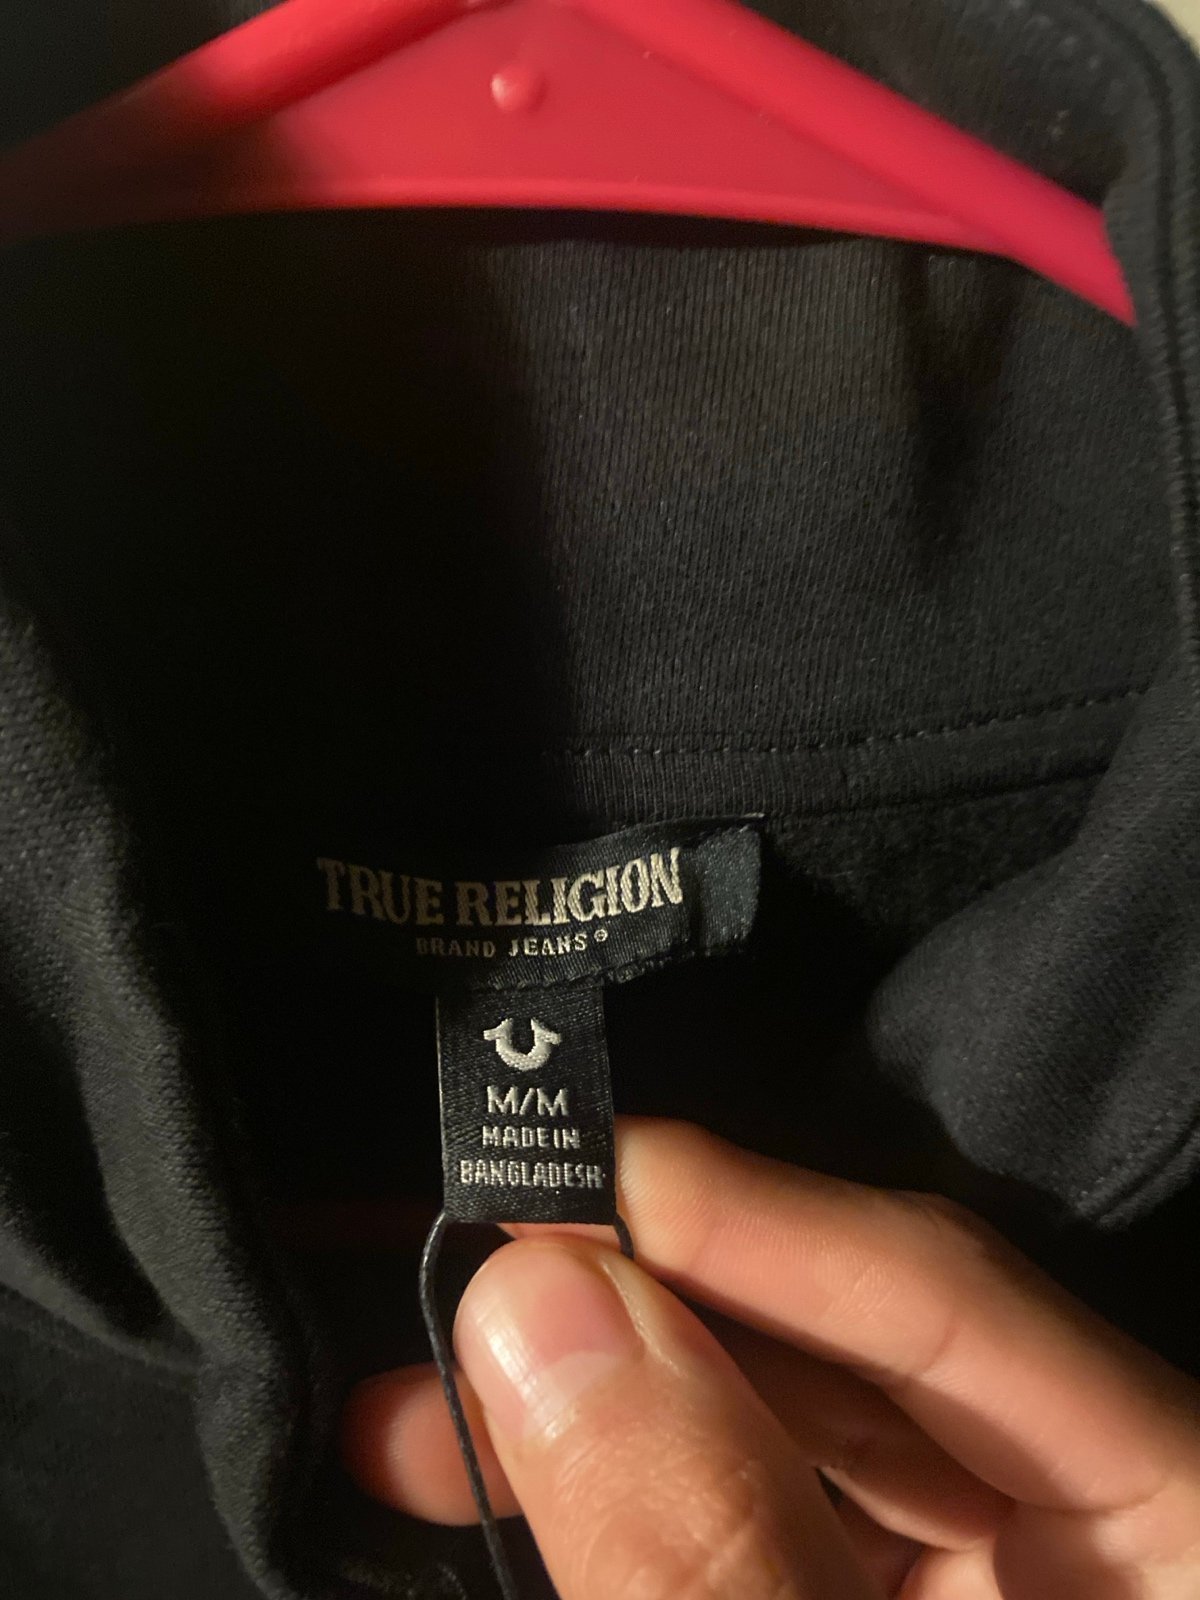 TRUE RELIGION
BRAND JEANS®
M/M
MADE IN
BANGLADESH